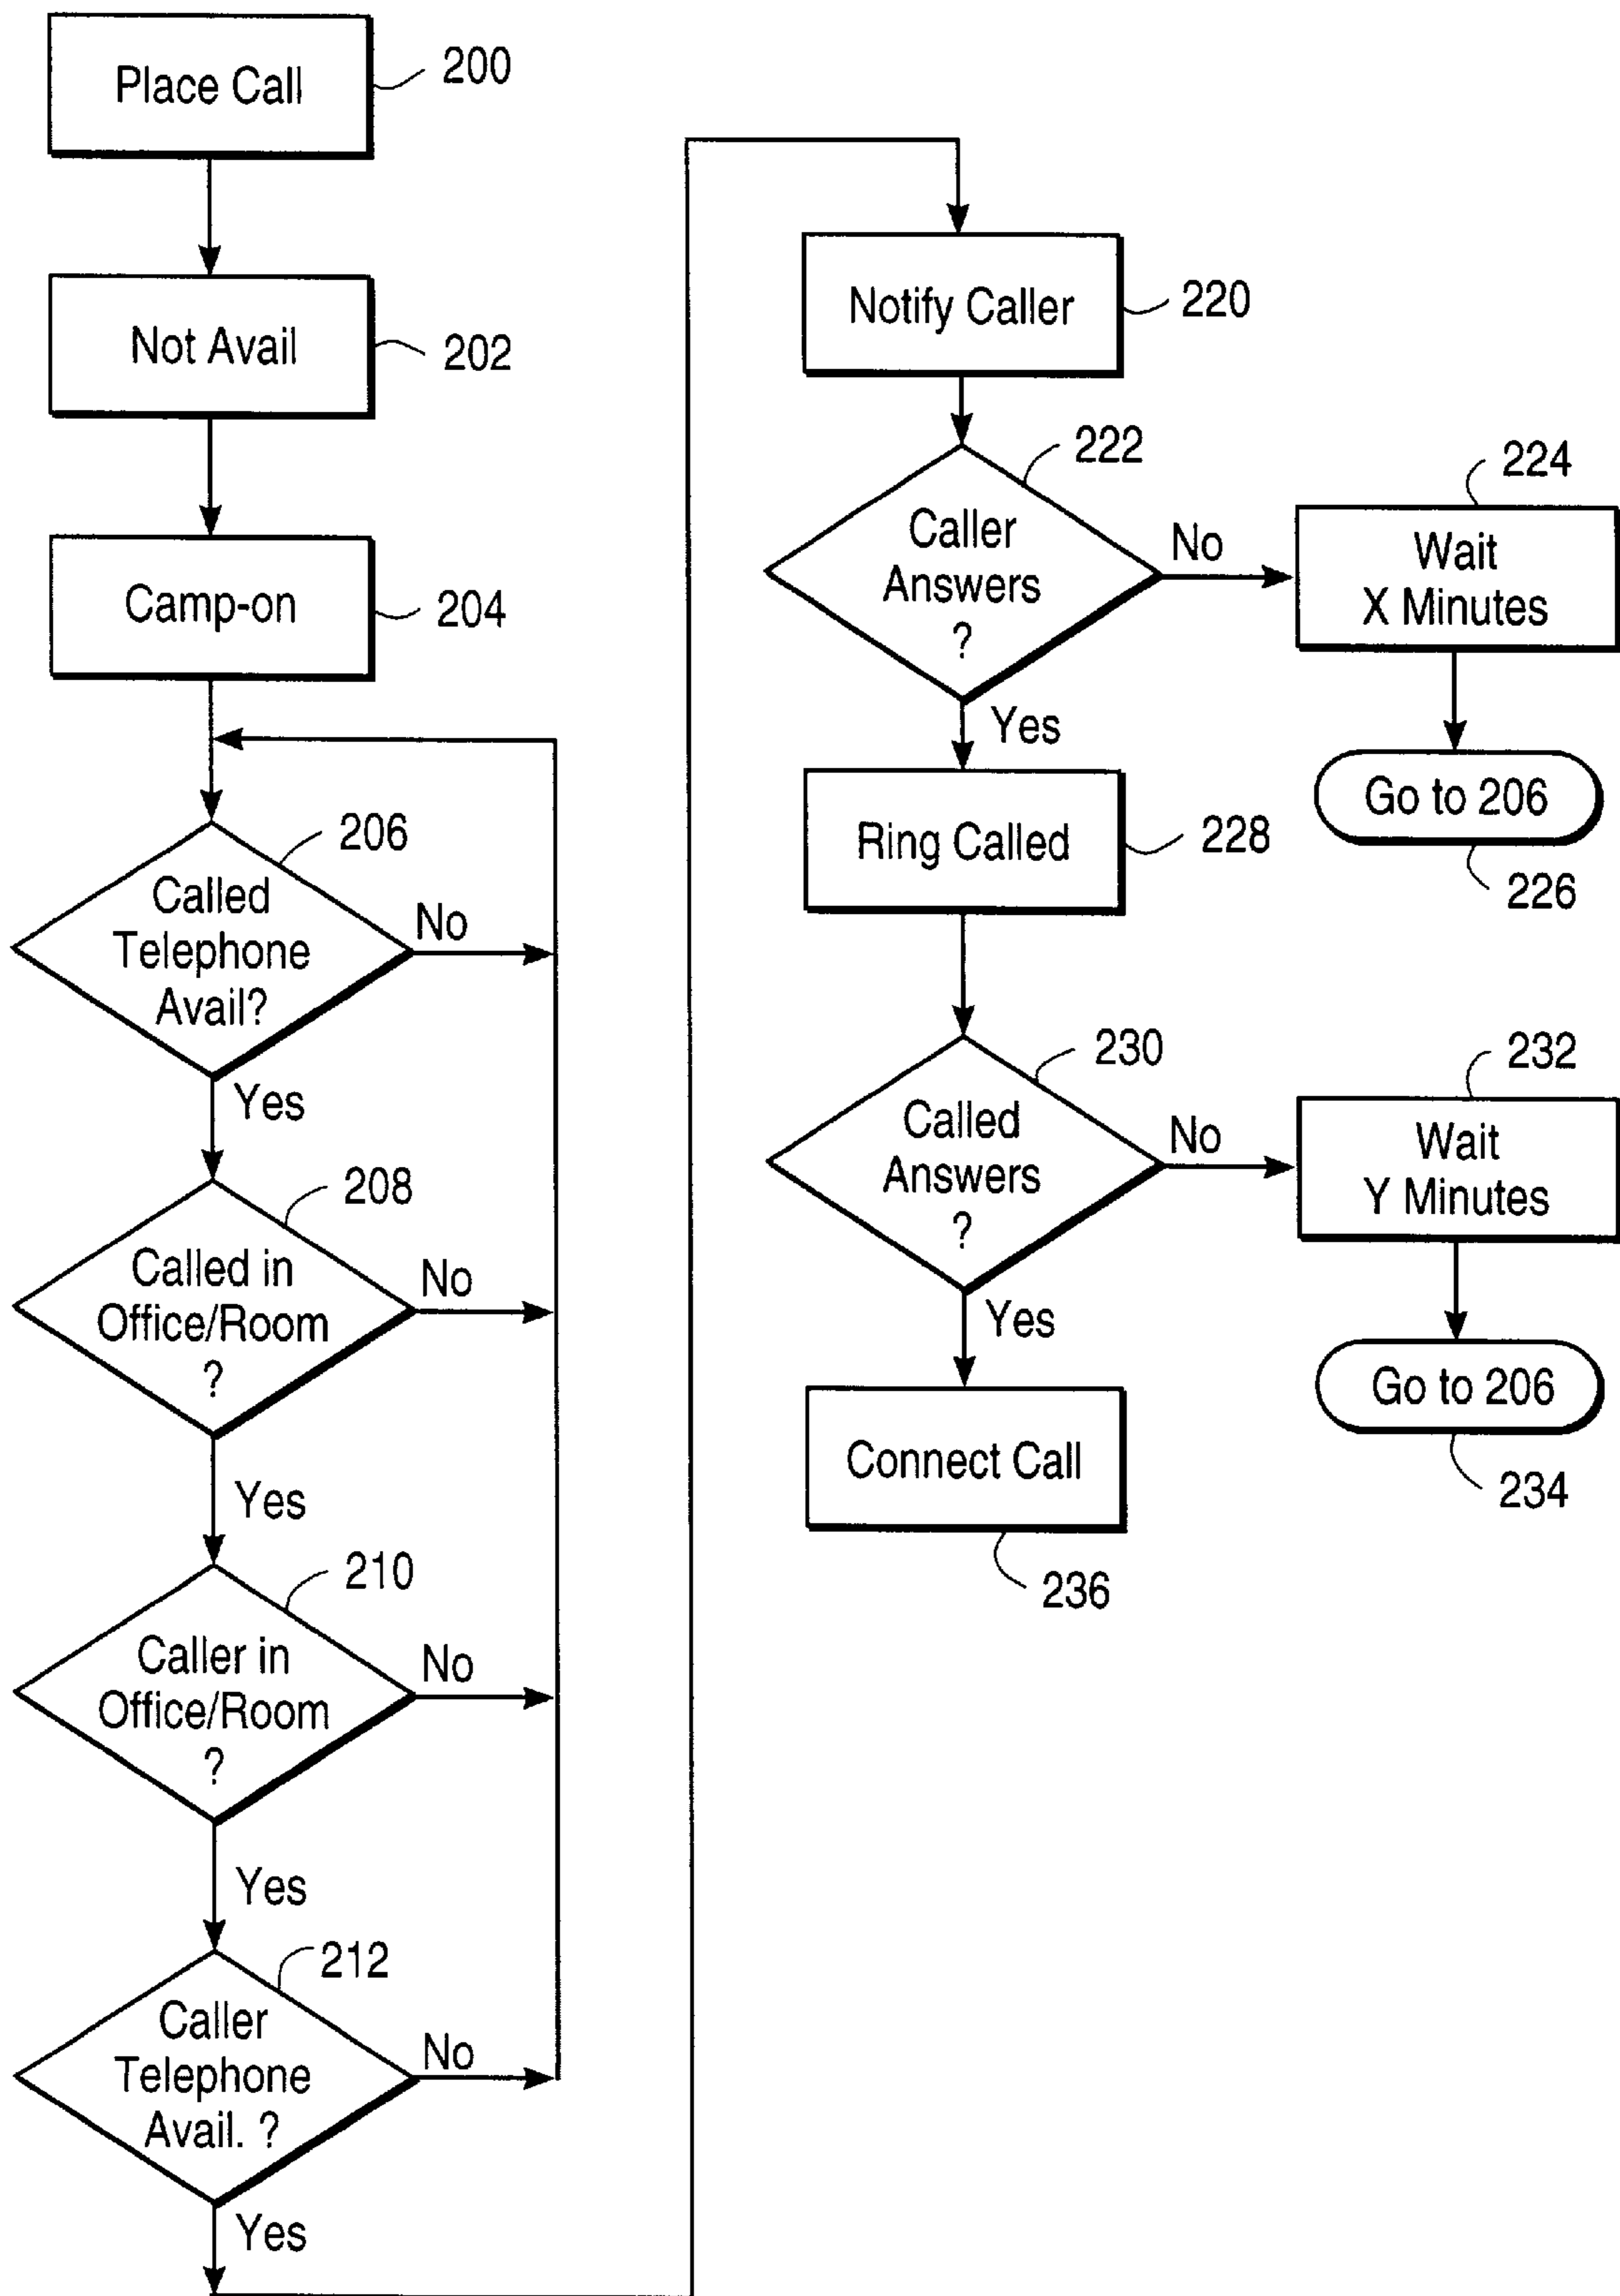 Place Call
200
Not Avail
202
Camp-on
204
206
Called
Telephone
Avail?
No
Yes
208
Called in
Office/Room
?
No
Yes
210
Caller in
Office/Room
?
No
Yes
212
Caller
Telephone
Avail. ?
No
Yes
Notify Caller
220
222
Caller
Answers
?
No
224
Wait
X Minutes
Yes
Go to 206
226
Ring Called
228
230
Called
Answers
?
No
232
Wait
Y Minutes
Yes
Go to 206
234
Connect Call
236